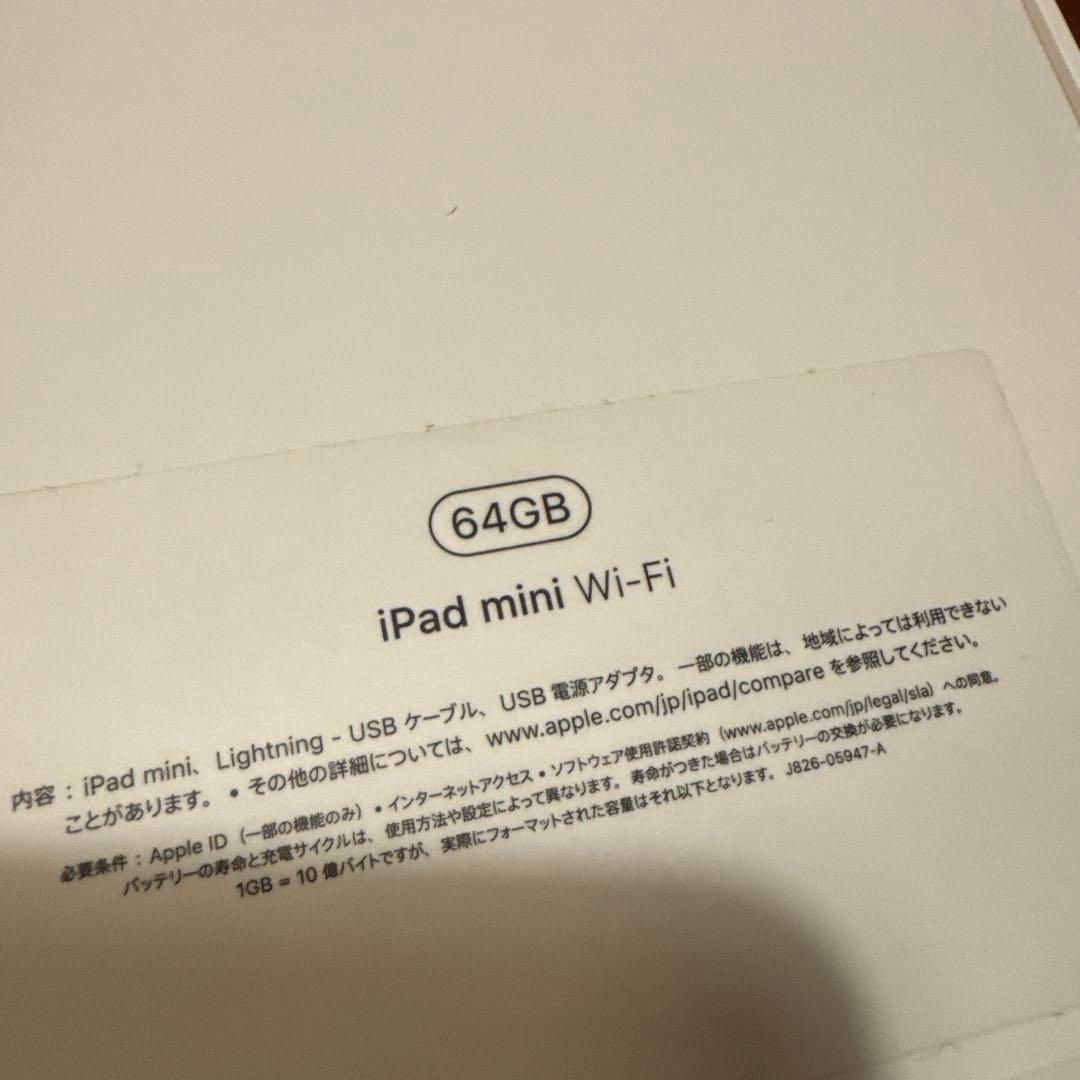 64GB
iPad mini Wi-Fi
内容：iPad mini、Lightning - USB ケーブル、USB 電源アダプタ。一部の機能は、地域によっては利用できない
ことがあります。 • その他の詳細については、www.apple.com/jp/ipad/compare を参照してください。
必要条件：Apple ID（一部の機能のみ） • インターネットアクセス • ソフトウェア使用許諾契約（www.apple.com/jp/legal/sla）への同意。
バッテリーの寿命と充電サイクルは、使用方法や設定によって異なります。寿命がつきた場合はバッテリーの交換が必要になります。
1GB = 10 億バイトですが、実際にフォーマットされた容量はそれ以下となります。 J826-05947-A